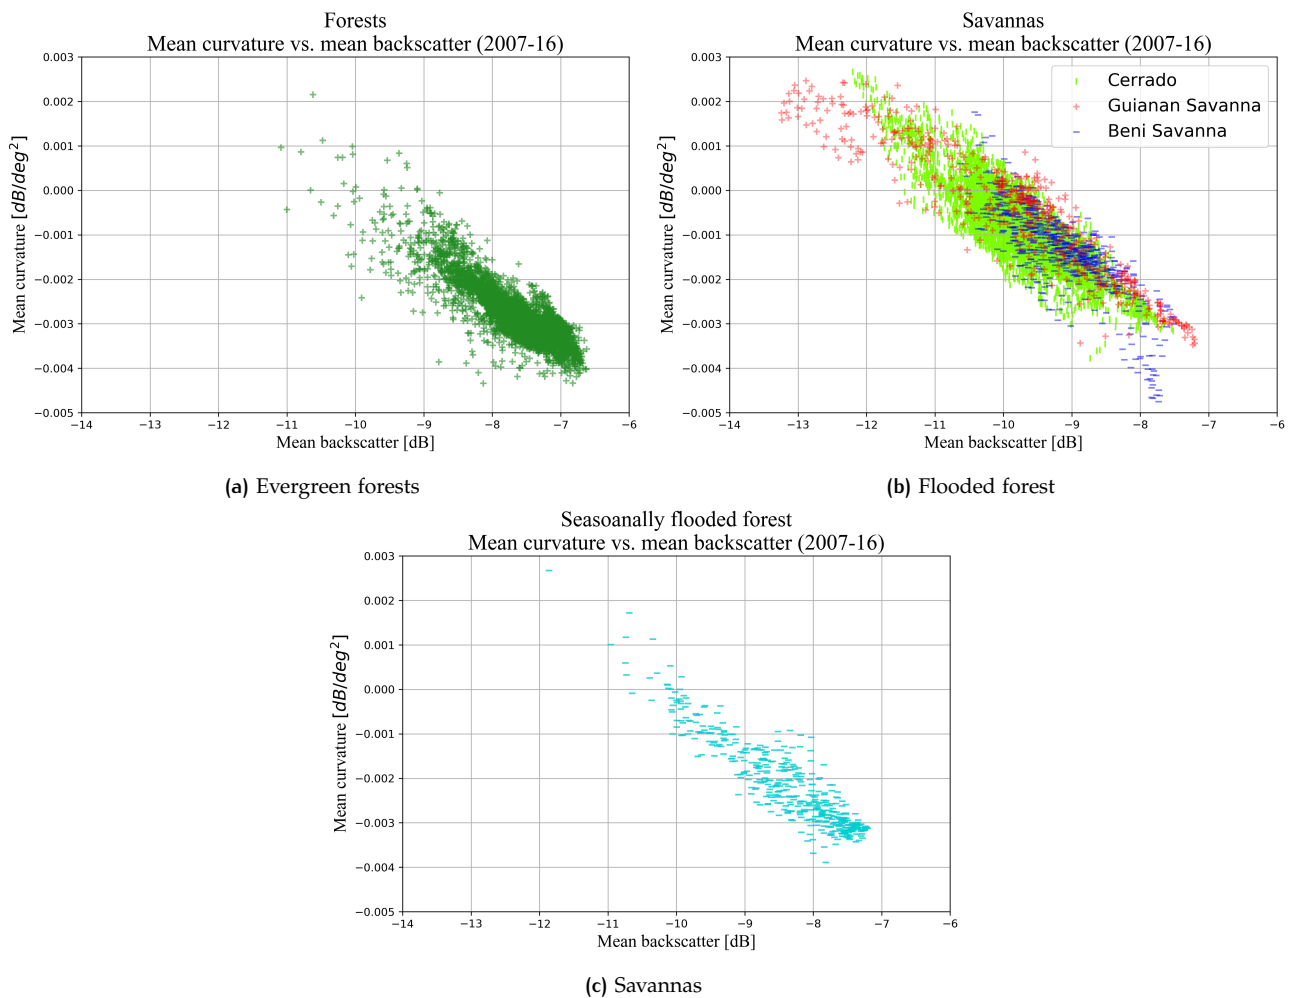 Forests
Mean curvature vs. mean backscatter (2007-16)
0.003
0.002
0.001
0.000
−0.001
−0.002
−0.003
−0.004
−0.005
Mean curvature [dB/deg²]
−14 −13 −12 −11 −10 −9 −8 −7 −6
Mean backscatter [dB]
(a) Evergreen forests
Savannas
Mean curvature vs. mean backscatter (2007-16)
Cerrado
Guianan Savanna
Beni Savanna
0.003
0.002
0.001
0.000
−0.001
−0.002
−0.003
−0.004
−0.005
Mean curvature [dB/deg²]
−14 −13 −12 −11 −10 −9 −8 −7 −6
Mean backscatter [dB]
(b) Flooded forest
Seasoanally flooded forest
Mean curvature vs. mean backscatter (2007-16)
0.003
0.002
0.001
0.000
−0.001
−0.002
−0.003
−0.004
−0.005
Mean curvature [dB/deg²]
−14 −13 −12 −11 −10 −9 −8 −7 −6
Mean backscatter [dB]
(c) Savannas